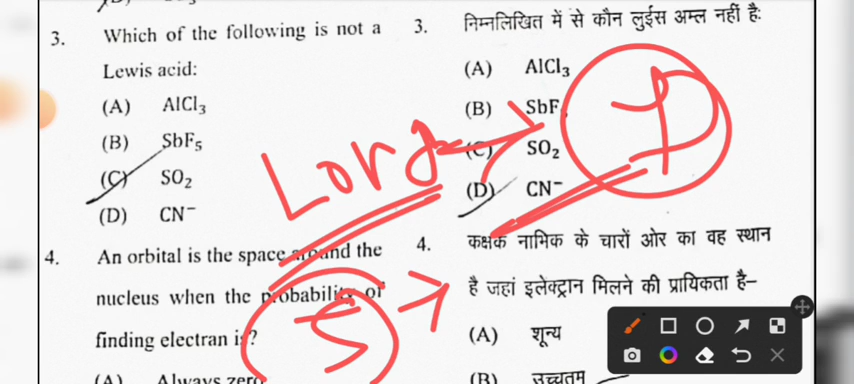 3. Which of the following is not a
Lewis acid:
(A) AlCl₃
(B) SbF₅
(C) SO₂
(D) CN⁻
4. An orbital is the space around the
nucleus when the probability of
finding electran is?
(A) Always zero
3. निम्नलिखित में से कौन लुईस अम्ल नहीं है:
(A) AlCl₃
(B) SbF
(C) SO₂
(D) CN⁻
4. कक्षक नाभिक के चारों ओर का वह स्थान
है जहां इलेक्ट्रान मिलने की प्रायिकता है–
(A) शून्य
(B) उच्चतम